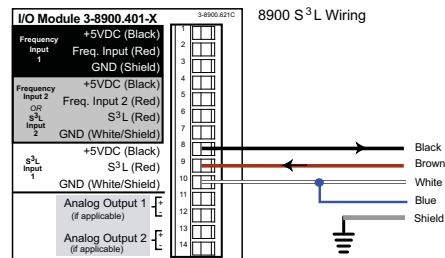 I/O Module 3-8900.401-X
3-8900.621C
8900 S³L Wiring
Frequency Input 1
+5VDC (Black)
1
Freq. Input (Red)
2
GND (Shield)
3
Frequency Input 2
OR
S³L Input 2
+5VDC (Black)
4
Freq. Input 2 (Red)
5
S³L (Red)
6
GND (White/Shield)
7
S³L Input 1
+5VDC (Black)
8
S³L (Red)
9
GND (White/Shield)
10
Analog Output 1
(if applicable)
+
11
-
12
Analog Output 2
(if applicable)
+
13
-
14
Black
Brown
White
Blue
Shield